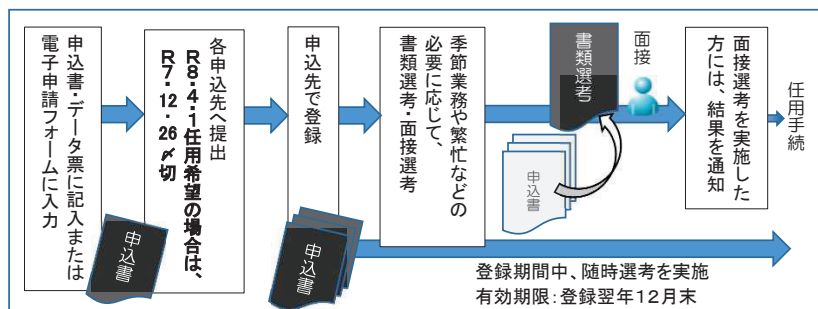 申込書・データ票に記入または
電子申請フォームに入力
申込書
各申込先へ提出
R8・4・1任用希望の場合は、
R7・12・26〆切
申込先で登録
申込書
季節業務や繁忙などの
必要に応じて、
書類選考・面接選考
書類選考
面接
申込書
面接選考を実施した
方には、結果を通知
任用手続
登録期間中、随時選考を実施
有効期限：登録翌年12月末